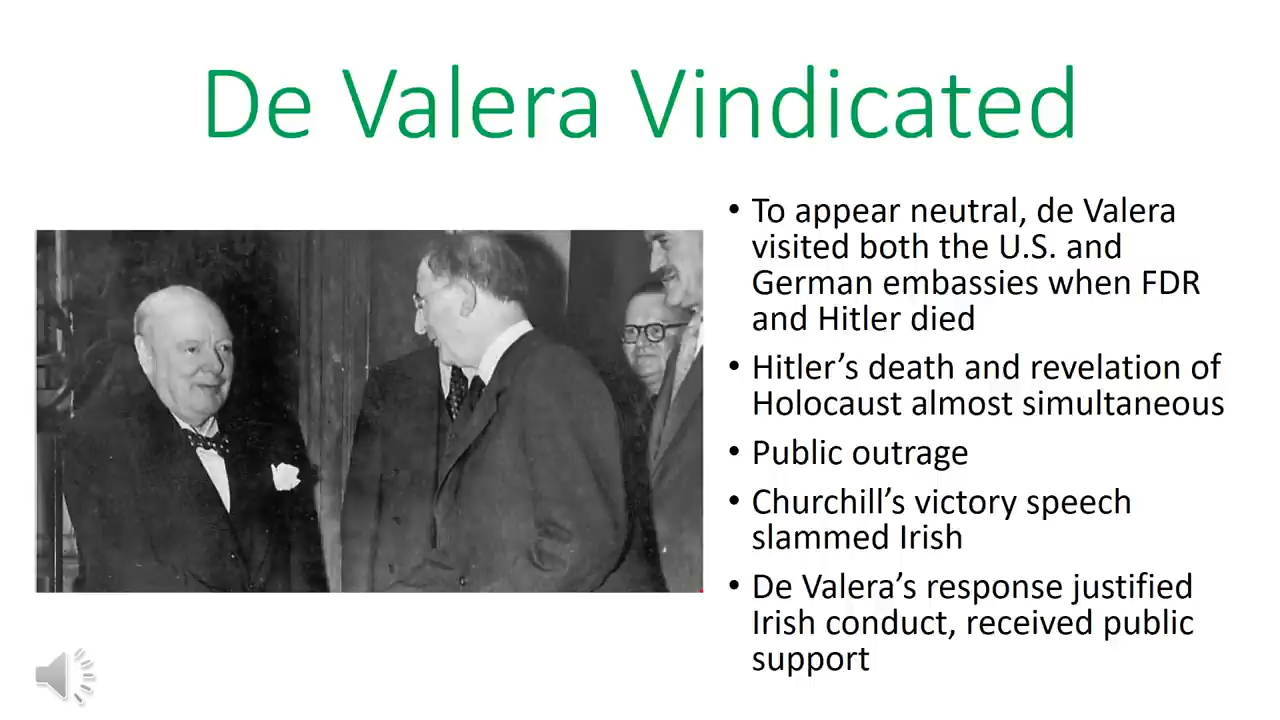 De Valera Vindicated
• To appear neutral, de Valera
visited both the U.S. and
German embassies when FDR
and Hitler died
• Hitler’s death and revelation of
Holocaust almost simultaneous
• Public outrage
• Churchill’s victory speech
slammed Irish
• De Valera’s response justified
Irish conduct, received public
support